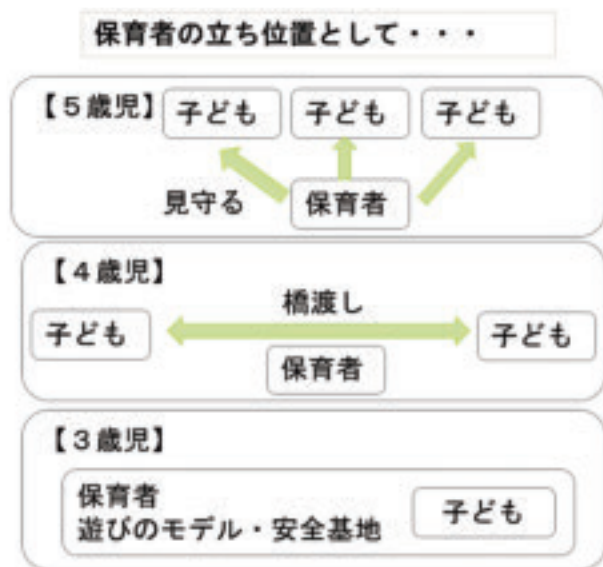 保育者の立ち位置として・・・
【５歳児】 子ども 子ども 子ども
見守る 保育者
【４歳児】
橋渡し
子ども 子ども
保育者
【３歳児】
保育者
遊びのモデル・安全基地
子ども